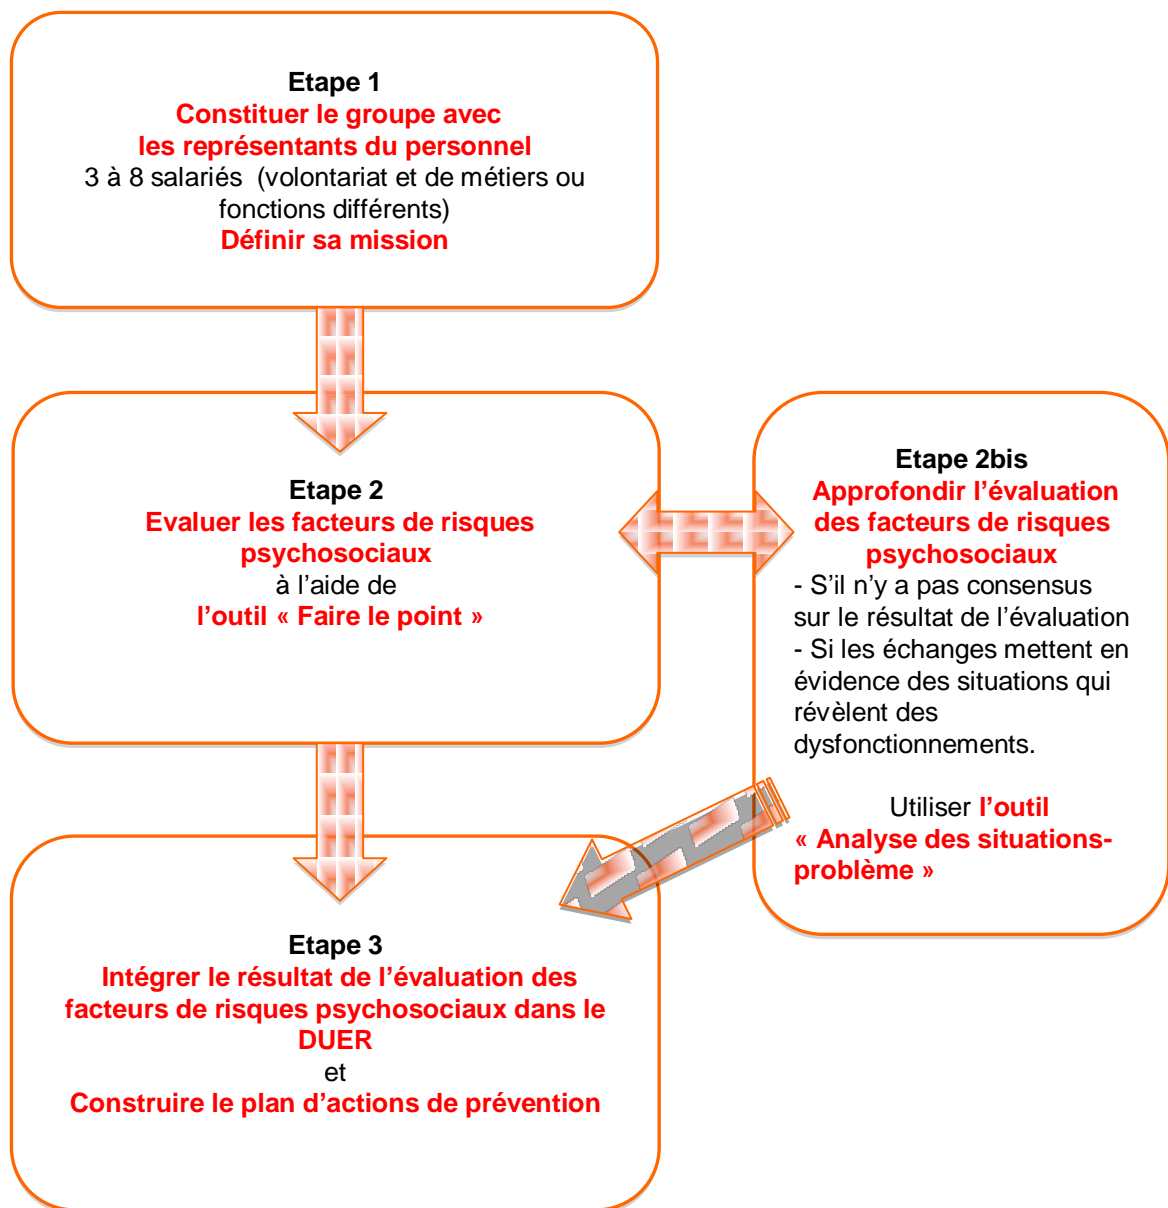 Etape 1
Constituer le groupe avec
les représentants du personnel
3 à 8 salariés (volontariat et de métiers ou
fonctions différents)
Définir sa mission
Etape 2
Evaluer les facteurs de risques
psychosociaux
à l'aide de
l'outil « Faire le point »
Etape 2bis
Approfondir l'évaluation
des facteurs de risques
psychosociaux
- S'il n'y a pas consensus
sur le résultat de l'évaluation
- Si les échanges mettent en
évidence des situations qui
révèlent des
dysfonctionnements.
Utiliser l'outil
« Analyse des situations-
problème »
Etape 3
Intégrer le résultat de l'évaluation des
facteurs de risques psychosociaux dans le
DUER
et
Construire le plan d'actions de prévention